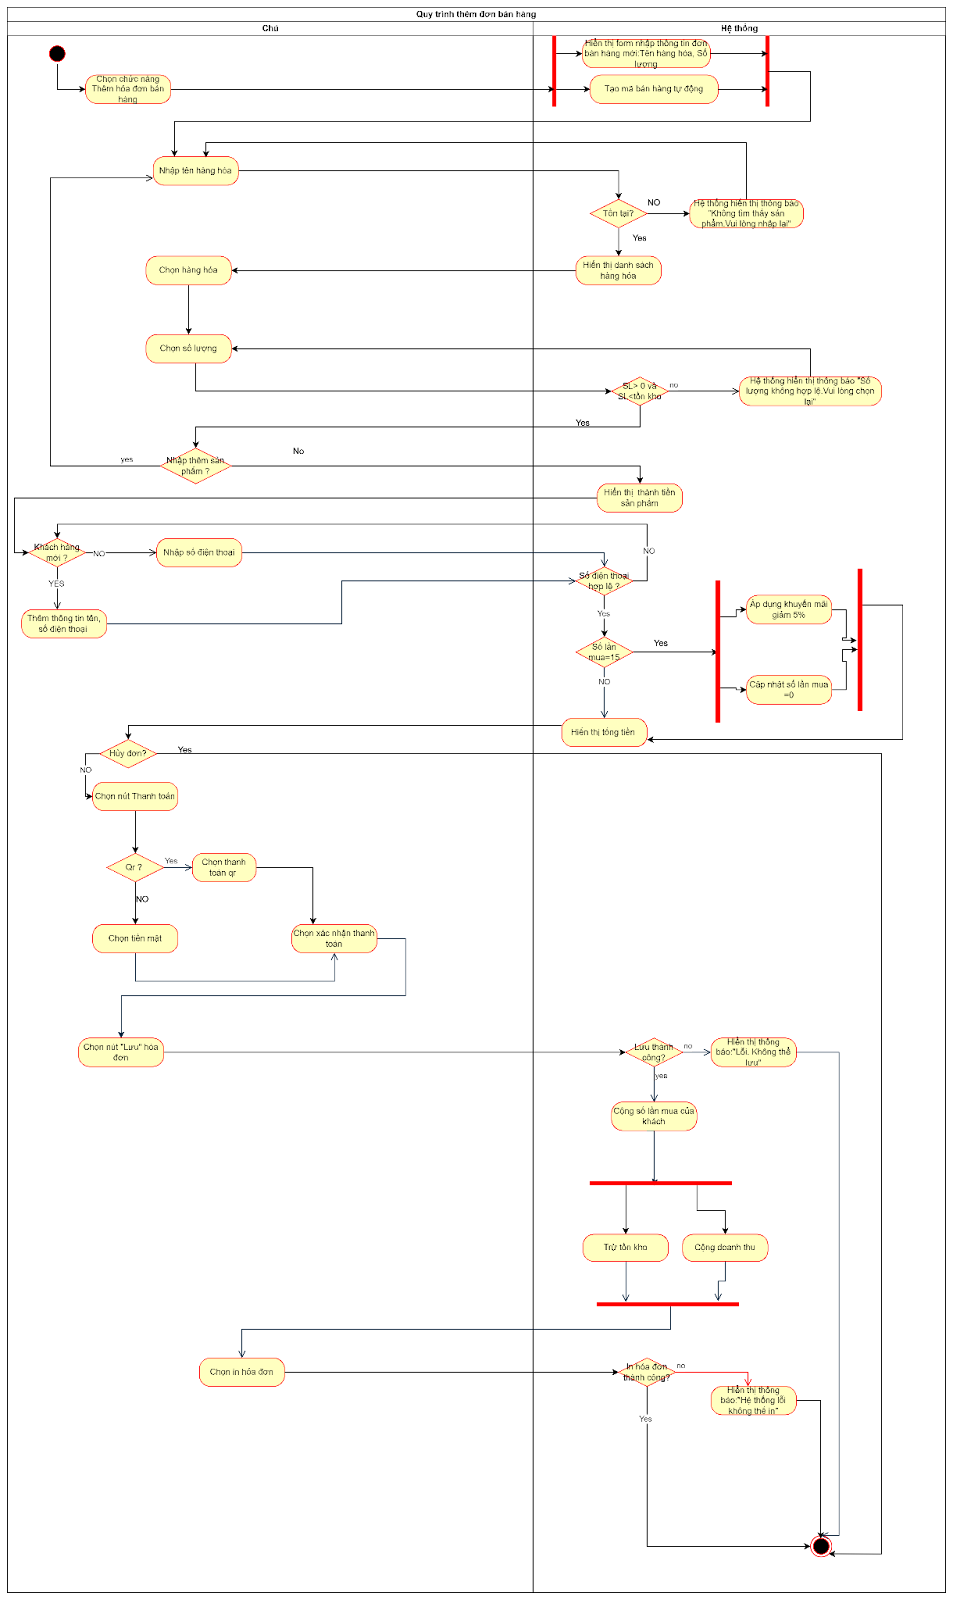 Quy trình thêm đơn bán hàng
Chủ
Hệ thống
Chọn chức năng
Thêm hóa đơn bán
hàng
Hiển thị form nhập thông tin đơn
bán hàng mới:Tên hàng hóa, Số
lượng
Tạo mã bán hàng tự động
Nhập tên hàng hóa
Tồn tại?
NO
Hệ thống hiển thị thông báo
"Không tìm thấy sản
phẩm.Vui lòng nhập lại"
Yes
Hiển thị danh sách
hàng hóa
Chọn hàng hóa
Chọn số lượng
SL> 0 và
SL<tồn kho
no
Hệ thống hiển thị thông báo "Số
lượng không hợp lệ.Vui lòng chọn
lại"
Yes
Nhập thêm sản
phẩm ?
yes
No
Hiển thị thành tiền
sản phẩm
Khách hàng
mới ?
NO
Nhập số điện thoại
YES
Thêm thông tin tên,
số điện thoại
Số điện thoại
hợp lệ ?
NO
Yes
Số lần
mua=15
Yes
NO
Áp dụng khuyến mãi
giảm 5%
Cập nhật số lần mua
=0
Hiển thị tổng tiền
Hủy đơn?
Yes
NO
Chọn nút Thanh toán
Qr ?
Yes
Chọn thanh
toán qr
NO
Chọn tiền mặt
Chọn xác nhận thanh
toán
Chọn nút "Lưu" hóa
đơn
Lưu thành
công?
no
Hiển thị thông
báo:"Lỗi. Không thể
lưu"
yes
Cộng số lần mua của
khách
Trừ tồn kho
Cộng doanh thu
Chọn in hóa đơn
In hóa đơn
thành công?
no
Hiển thị thông
báo:"Hệ thống lỗi
không thể in"
Yes